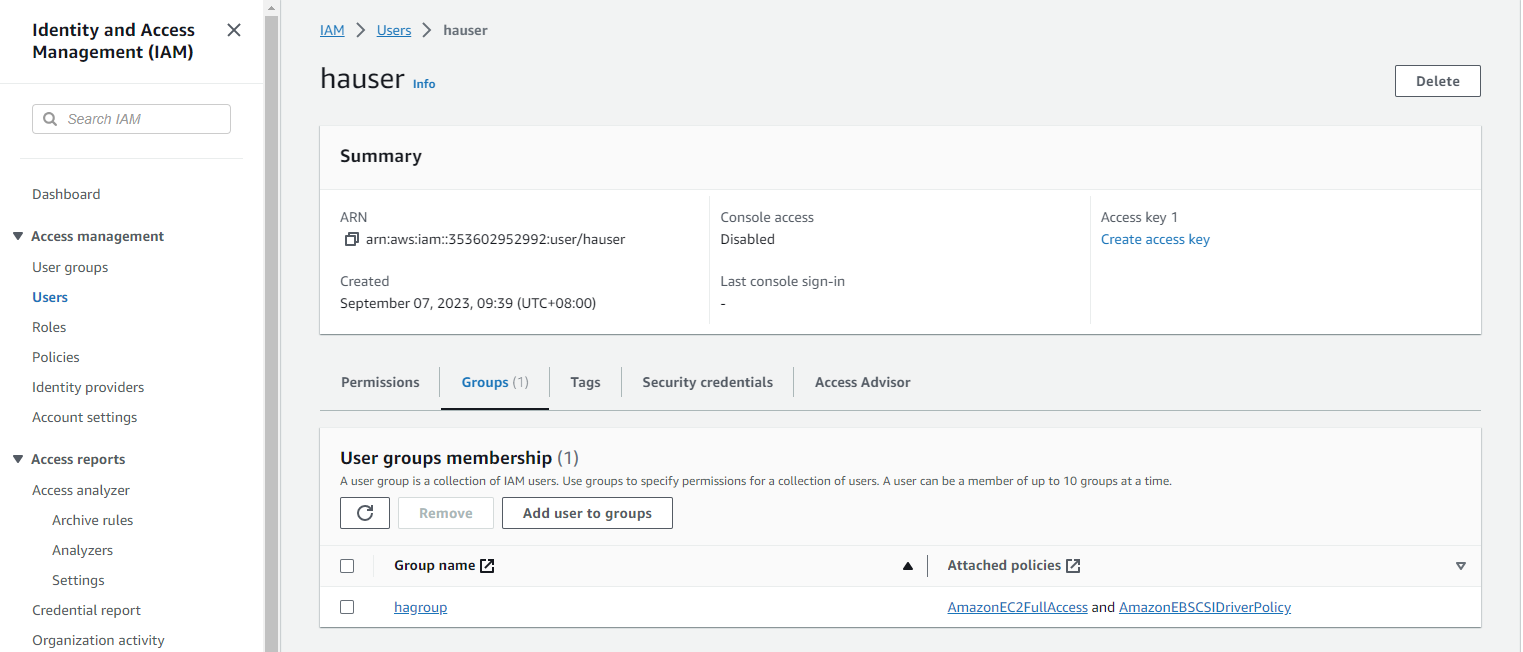 Identity and Access
Management (IAM)
Search IAM
Dashboard
Access management
User groups
Users
Roles
Policies
Identity providers
Account settings
Access reports
Access analyzer
Archive rules
Analyzers
Settings
Credential report
Organization activity
IAM > Users > hauser
hauser Info
Delete
Summary
ARN
arn:aws:iam::353602952992:user/hauser
Created
September 07, 2023, 09:39 (UTC+08:00)
Console access
Disabled
Last console sign-in
-
Access key 1
Create access key
Permissions Groups (1) Tags Security credentials Access Advisor
User groups membership (1)
A user group is a collection of IAM users. Use groups to specify permissions for a collection of users. A user can be a member of up to 10 groups at a time.
Remove Add user to groups
Group name Attached policies
hagroup AmazonEC2FullAccess and AmazonEBSCSIDriverPolicy